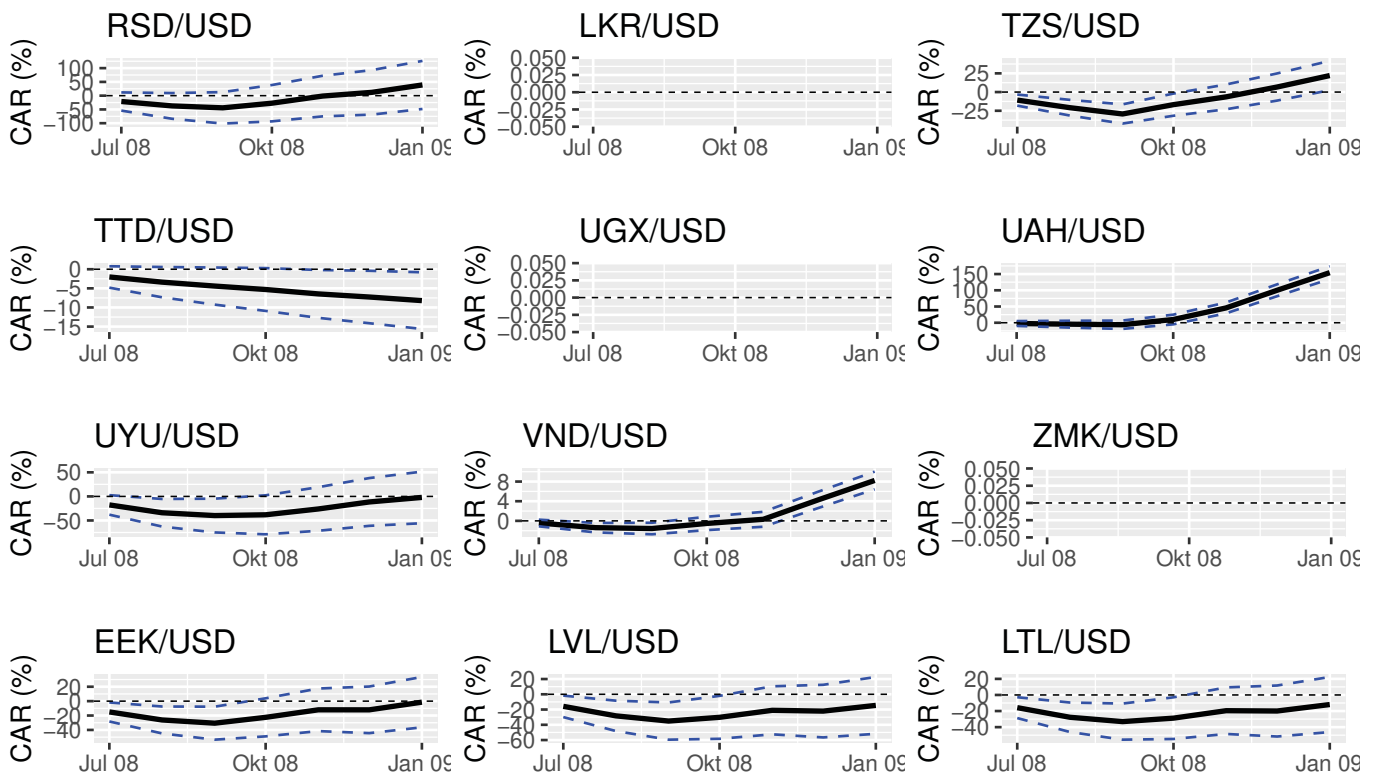 RSD/USD
CAR (%)
100
50
0
−50
−100
Jul 08 Okt 08 Jan 09
LKR/USD
CAR (%)
0.050
0.025
0.000
−0.025
−0.050
Jul 08 Okt 08 Jan 09
TZS/USD
CAR (%)
25
0
−25
Jul 08 Okt 08 Jan 09
TTD/USD
CAR (%)
0
−5
−10
−15
Jul 08 Okt 08 Jan 09
UGX/USD
CAR (%)
0.050
0.025
0.000
−0.025
−0.050
Jul 08 Okt 08 Jan 09
UAH/USD
CAR (%)
150
100
50
0
Jul 08 Okt 08 Jan 09
UYU/USD
CAR (%)
50
0
−50
Jul 08 Okt 08 Jan 09
VND/USD
CAR (%)
8
4
0
Jul 08 Okt 08 Jan 09
ZMK/USD
CAR (%)
0.050
0.025
0.000
−0.025
−0.050
Jul 08 Okt 08 Jan 09
EEK/USD
CAR (%)
20
0
−20
−40
Jul 08 Okt 08 Jan 09
LVL/USD
CAR (%)
20
0
−20
−40
−60
Jul 08 Okt 08 Jan 09
LTL/USD
CAR (%)
20
0
−20
−40
Jul 08 Okt 08 Jan 09